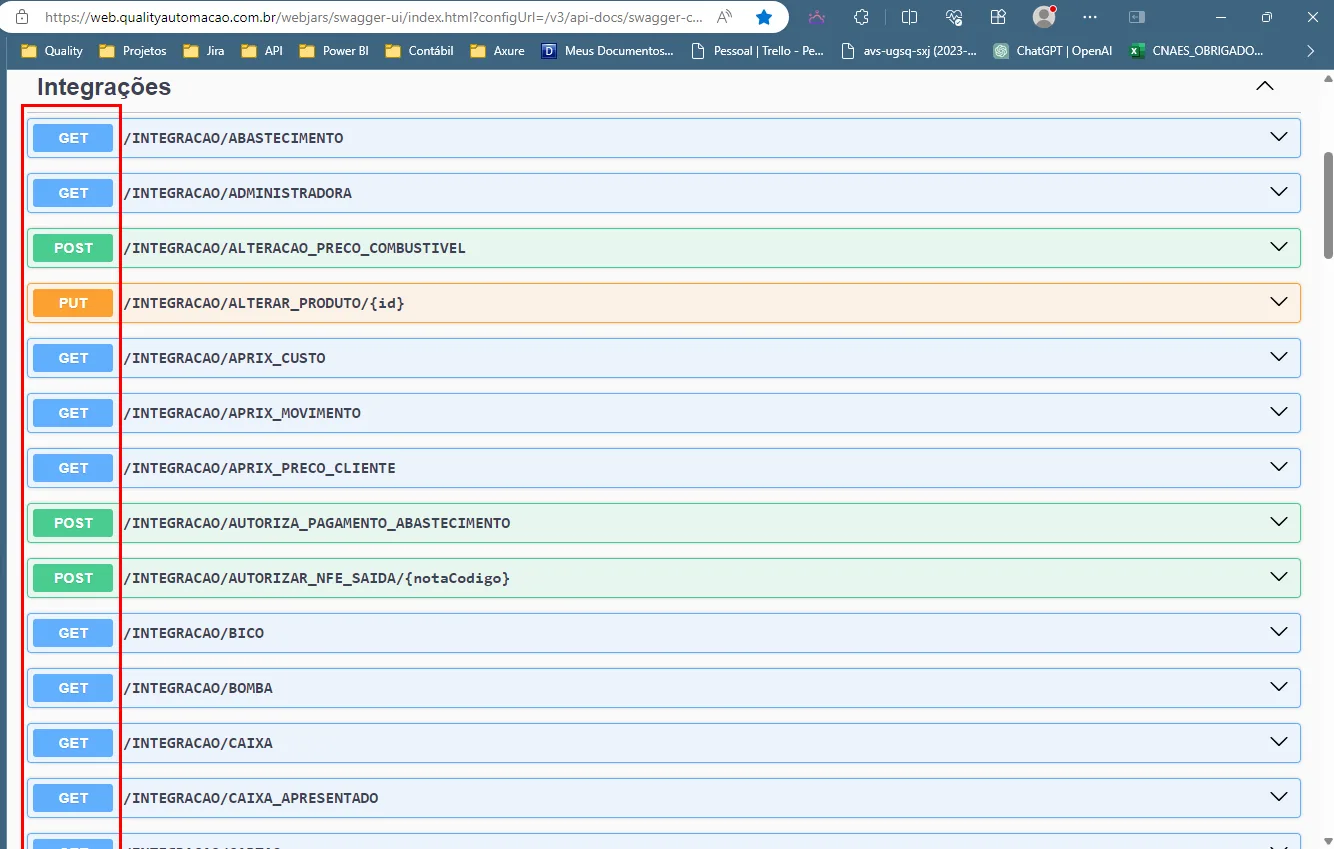 https://web.qualityautomacao.com.br/webjars/swagger-ui/index.html?configUrl=/v3/api-docs/swagger-c...
Quality Projetos Jira API Power BI Contábil Axure Meus Documentos... Pessoal | Trello - Pe... avs-ugsq-sxj (2023-... ChatGPT | OpenAI CNAES_OBRIGADO...
Integrações
GET /INTEGRACAO/ABASTECIMENTO
GET /INTEGRACAO/ADMINISTRADORA
POST /INTEGRACAO/ALTERACAO_PRECO_COMBUSTIVEL
PUT /INTEGRACAO/ALTERAR_PRODUTO/{id}
GET /INTEGRACAO/APRIX_CUSTO
GET /INTEGRACAO/APRIX_MOVIMENTO
GET /INTEGRACAO/APRIX_PRECO_CLIENTE
POST /INTEGRACAO/AUTORIZA_PAGAMENTO_ABASTECIMENTO
POST /INTEGRACAO/AUTORIZAR_NFE_SAIDA/{notaCodigo}
GET /INTEGRACAO/BICO
GET /INTEGRACAO/BOMBA
GET /INTEGRACAO/CAIXA
GET /INTEGRACAO/CAIXA_APRESENTADO
GET